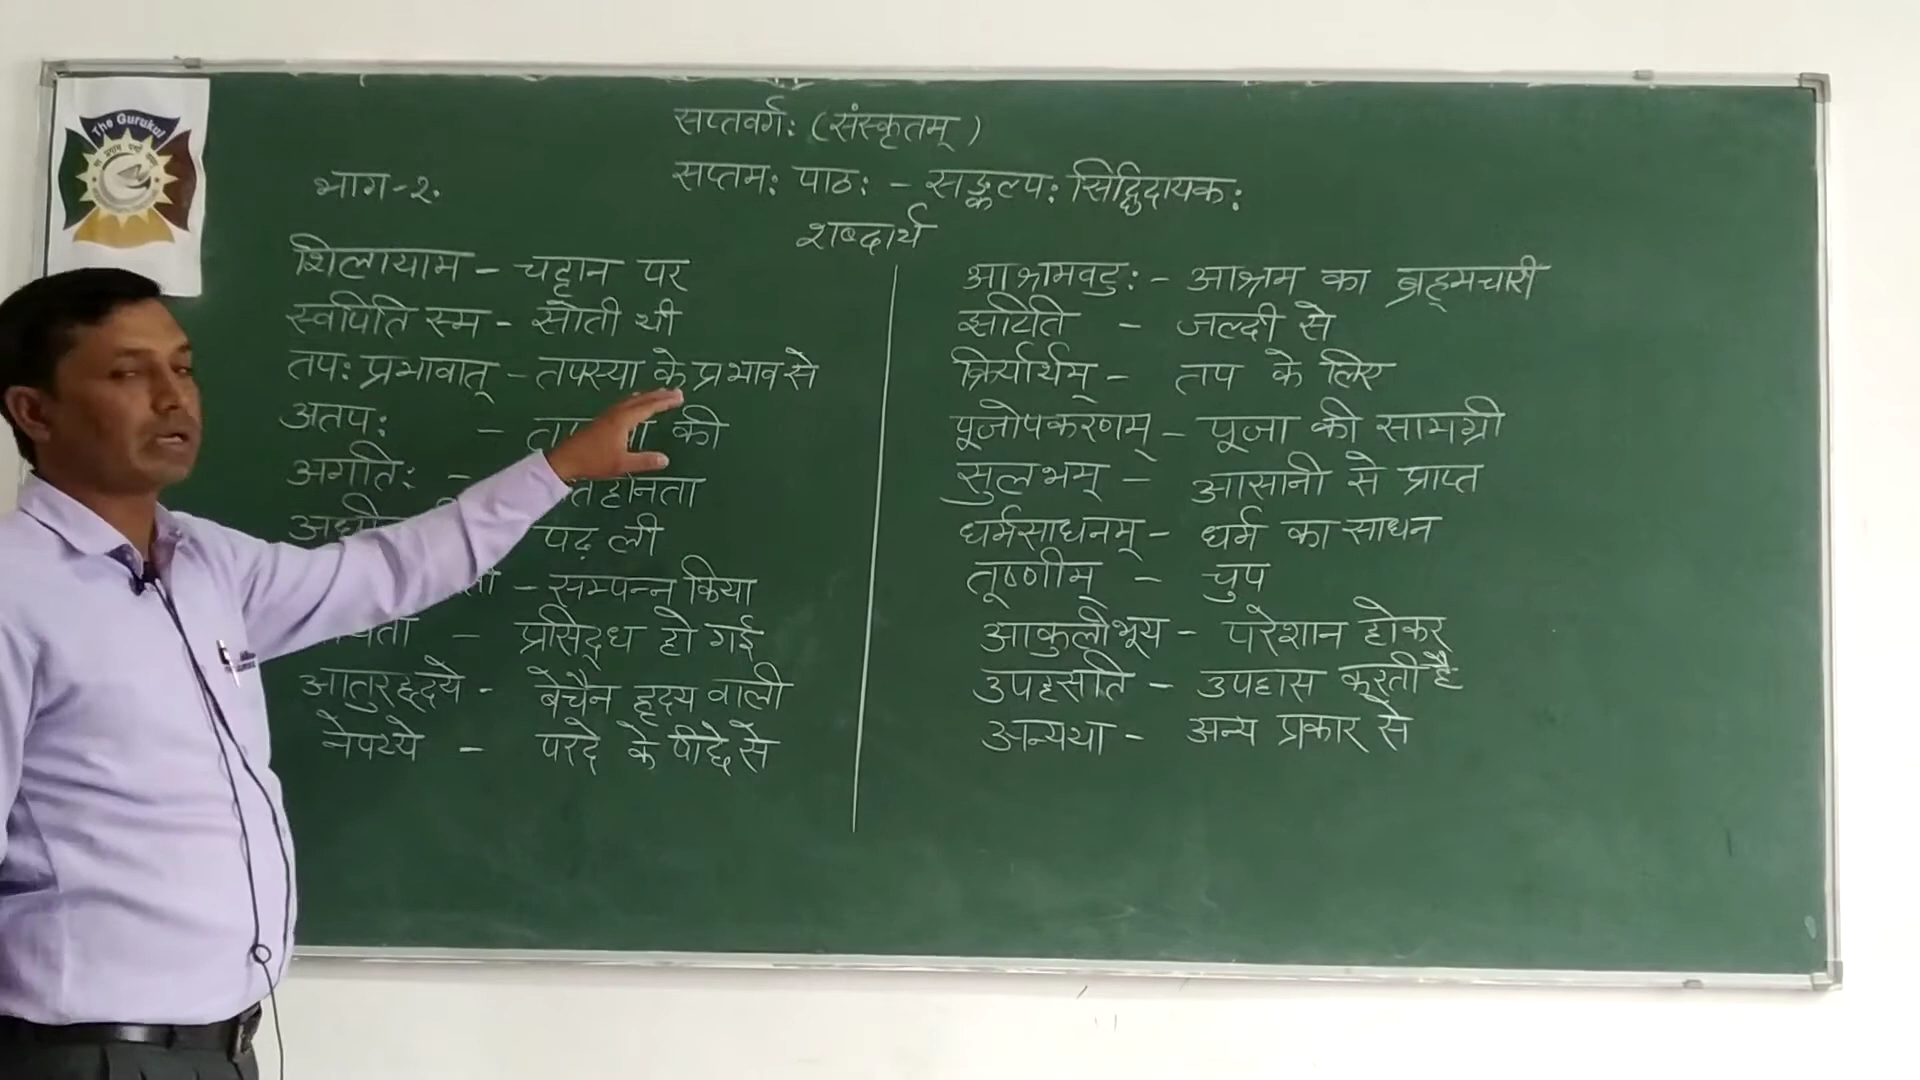 The Gurukul
सप्तवर्ग: (संस्कृतम्)
सप्तम: पाठ: - सङ्कल्प: सिद्धिदायक:
भाग-२.
शब्दार्थ
शिलायाम - चट्टान पर
स्वपिति स्म - सोती थी
तप: प्रभावात् - तपस्या के प्रभाव से
अतप: - की
अगति: -
पढ़ ली
- सम्पन्न किया
- प्रसिद्ध हो गई
आतुरहृदये - बेचैन हृदय वाली
नेपथ्ये - परदे के पीछे से
आश्रामवटु: - आश्रम का ब्रह्मचारी
झटिति - जल्दी से
क्रियार्थम् - तप के लिए
पूजोपकरणम् - पूजा की सामग्री
सुलभम् - आसानी से प्राप्त
धर्मसाधनम् - धर्म का साधन
तूष्णीम् - चुप
आकुलीभूय - परेशान होकर
उपहसति - उपहास करती है
अन्यथा - अन्य प्रकार से